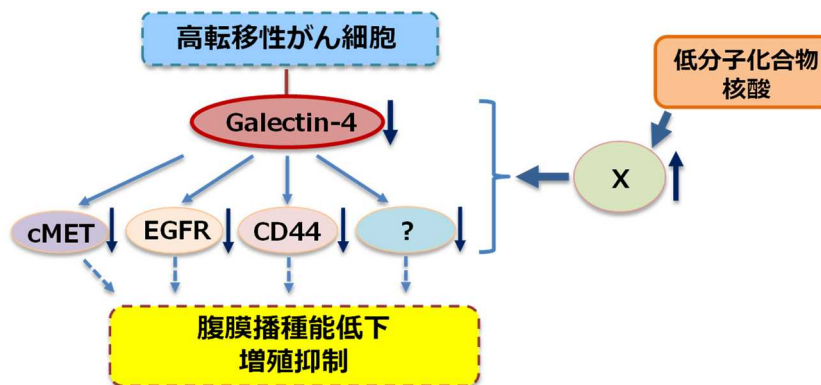 高転移性がん細胞
低分子化合物
核酸
Galectin-4
X
cMET
EGFR
CD44
?
腹膜播種能低下
増殖抑制